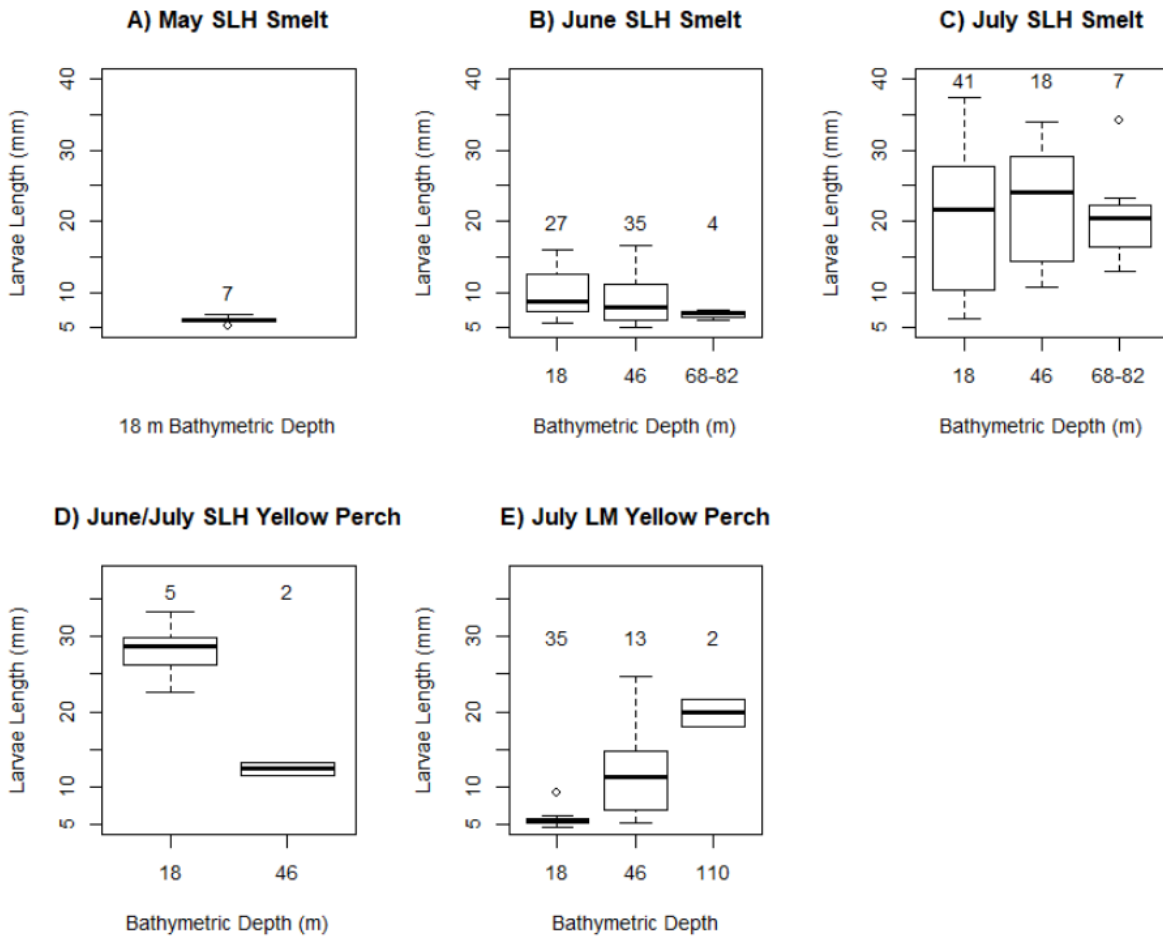 A) May SLH Smelt
Larvae Length (mm)
40
30
20
10
5
7
18 m Bathymetric Depth
B) June SLH Smelt
Larvae Length (mm)
40
30
20
10
5
27 35 4
18 46 68-82
Bathymetric Depth (m)
C) July SLH Smelt
Larvae Length (mm)
40
30
20
10
5
41 18 7
18 46 68-82
Bathymetric Depth (m)
D) June/July SLH Yellow Perch
Larvae Length (mm)
30
20
10
5
5 2
18 46
Bathymetric Depth (m)
E) July LM Yellow Perch
Larvae Length (mm)
30
20
10
5
35 13 2
18 46 110
Bathymetric Depth